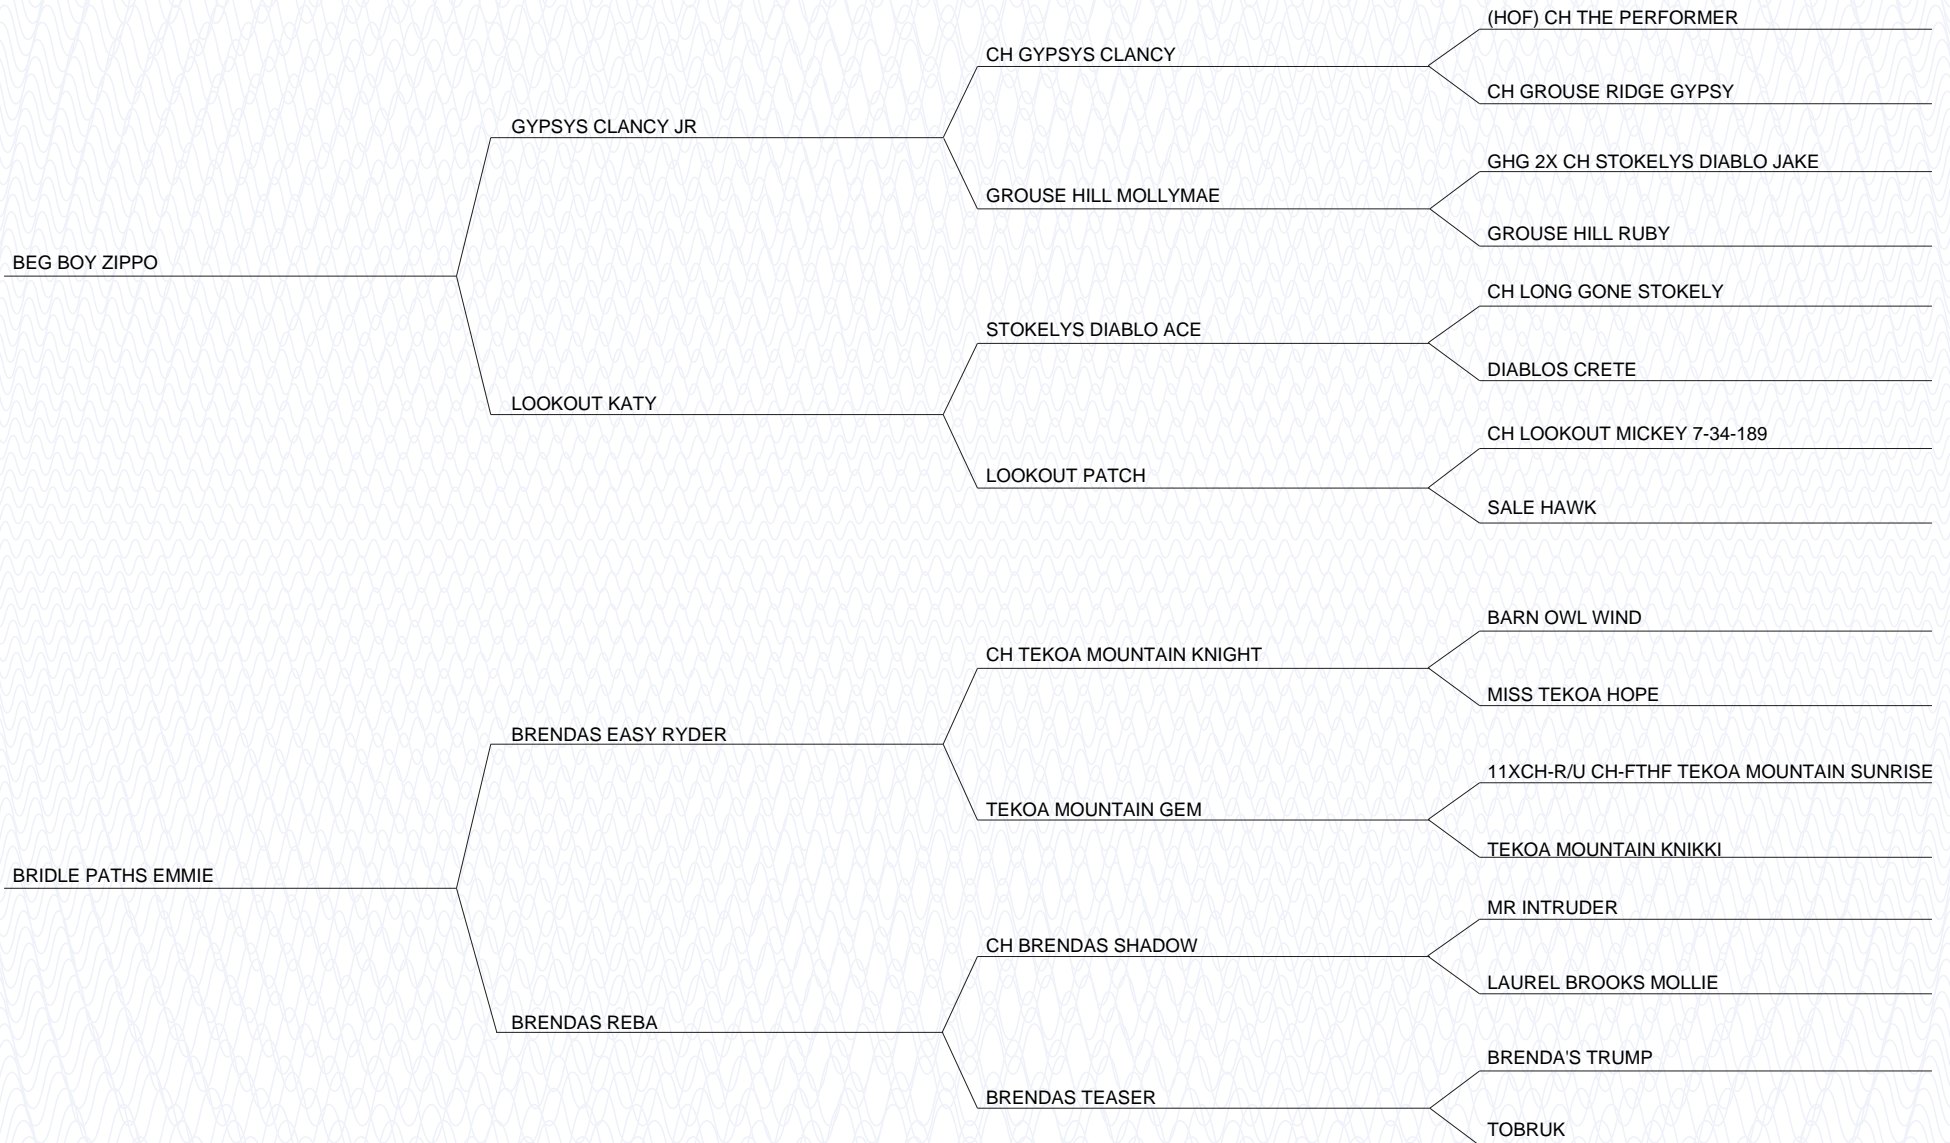 (HOF) CH THE PERFORMER
CH GYPSYS CLANCY
CH GROUSE RIDGE GYPSY
GYPSYS CLANCY JR
GHG 2X CH STOKELYS DIABLO JAKE
GROUSE HILL MOLLYMAE
GROUSE HILL RUBY
BEG BOY ZIPPO
CH LONG GONE STOKELY
STOKELYS DIABLO ACE
DIABLOS CRETE
LOOKOUT KATY
CH LOOKOUT MICKEY 7-34-189
LOOKOUT PATCH
SALE HAWK
BARN OWL WIND
CH TEKOA MOUNTAIN KNIGHT
MISS TEKOA HOPE
BRENDAS EASY RYDER
11XCH-R/U CH-FTHF TEKOA MOUNTAIN SUNRISE
TEKOA MOUNTAIN GEM
TEKOA MOUNTAIN KNIKKI
BRIDLE PATHS EMMIE
MR INTRUDER
CH BRENDAS SHADOW
LAUREL BROOKS MOLLIE
BRENDAS REBA
BRENDA'S TRUMP
BRENDAS TEASER
TOBRUK